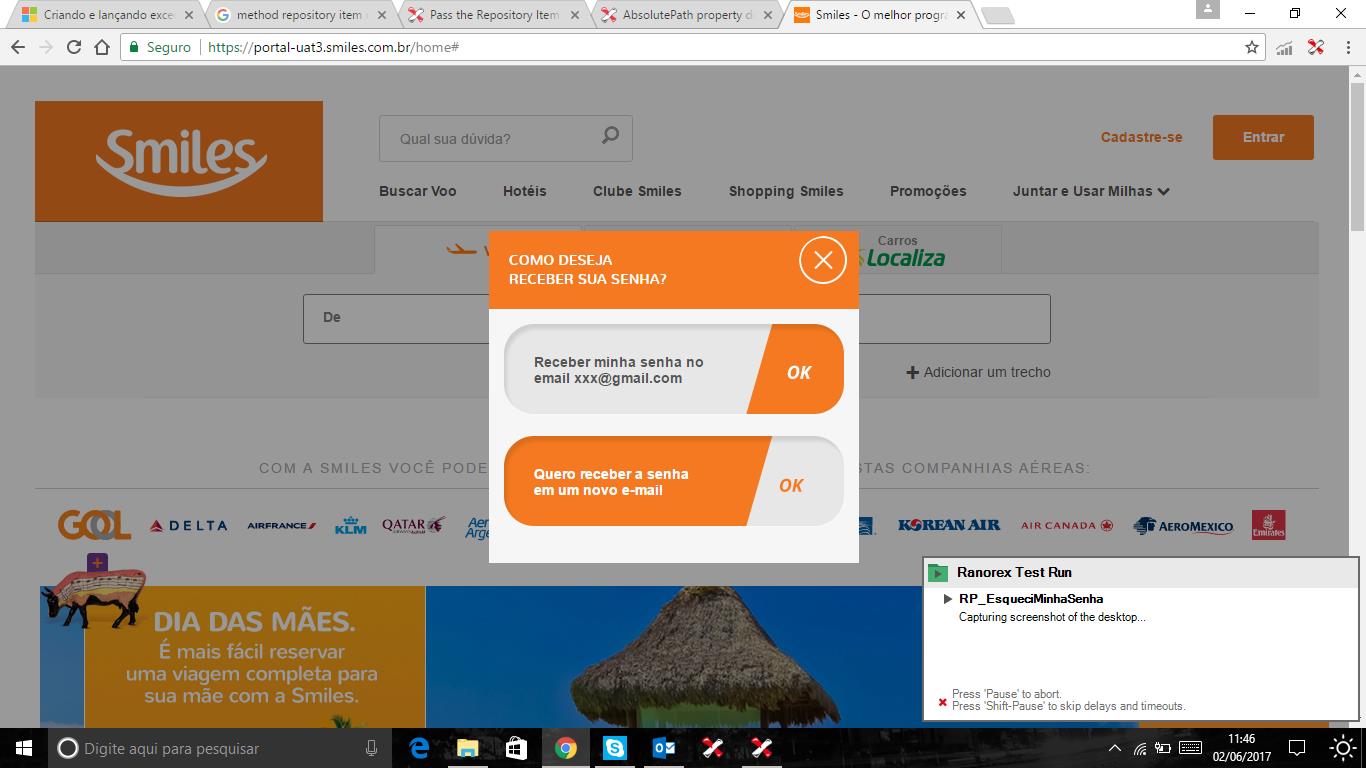 Criando e lançando exce
method repository item
Pass the Repository Item
AbsolutePath property d
Smiles - O melhor progra
Seguro
https://portal-uat3.smiles.com.br/home#
Smiles
Qual sua dúvida?
Cadastre-se
Entrar
Buscar Voo
Hotéis
Clube Smiles
Shopping Smiles
Promoções
Juntar e Usar Milhas
V
Carros
Localiza
COMO DESEJA
RECEBER SUA SENHA?
De
Receber minha senha no
email xxx@gmail.com
OK
Adicionar um trecho
Quero receber a senha
em um novo e-mail
OK
COM A SMILES VOCÊ PODE
STAS COMPANHIAS AÉREAS:
GOL
DELTA
AIRFRANCE
KLM
QATAR
AIRWAYS
Aer
Arge
KOREAN AIR
AIR CANADA
AEROMEXICO
Emirates
DIA DAS MÃES.
É mais fácil reservar
uma viagem completa para
sua mãe com a Smiles.
Ranorex Test Run
RP_EsqueciMinhaSenha
Capturing screenshot of the desktop...
Press 'Pause' to abort.
Press 'Shift-Pause' to skip delays and timeouts.
Digite aqui para pesquisar
11:46
02/06/2017